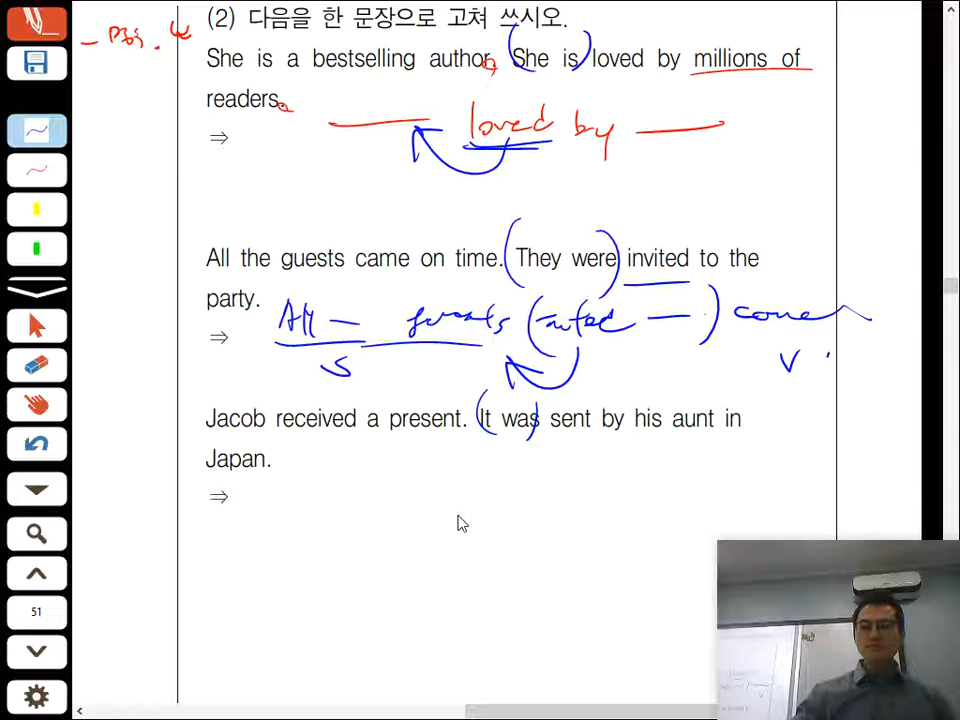 (2) 다음을 한 문장으로 고쳐 쓰시오.
She is a bestselling author. She is loved by millions of
readers.
⇒ loved by
All the guests came on time. They were invited to the
party.
⇒ All guests
S V
Jacob received a present. It was sent by his aunt in
Japan.
⇒
51